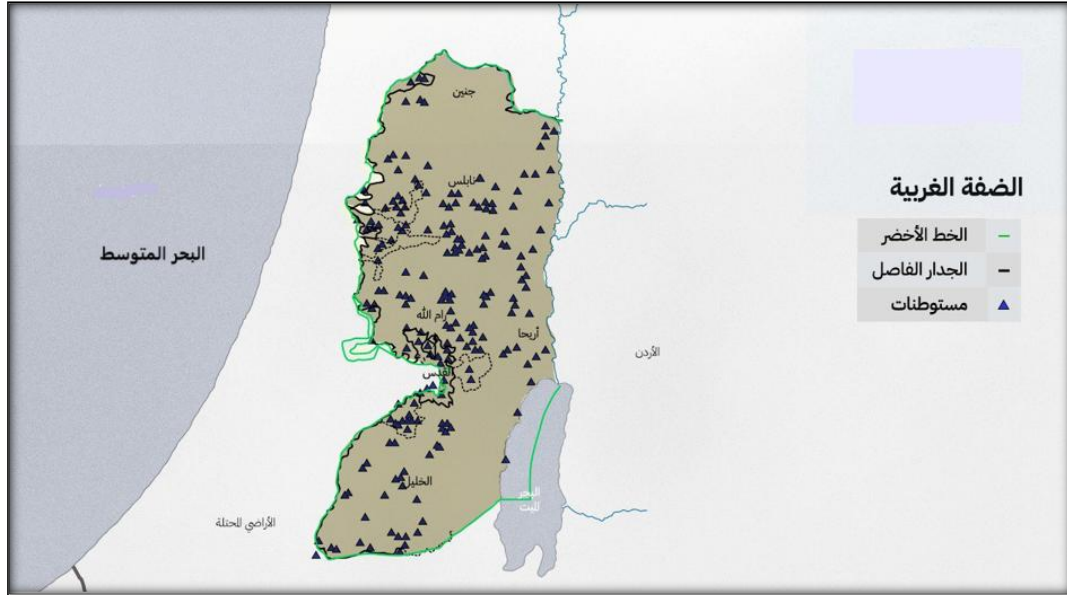 الضفة الغربية
الخط الأخضر
الجدار الفاصل
مستوطنات
جنين
نابلس
البحر المتوسط
رام الله
أريحا
الأردن
القدس
الخليل
البحر
الميت
الأراضي المحتلة